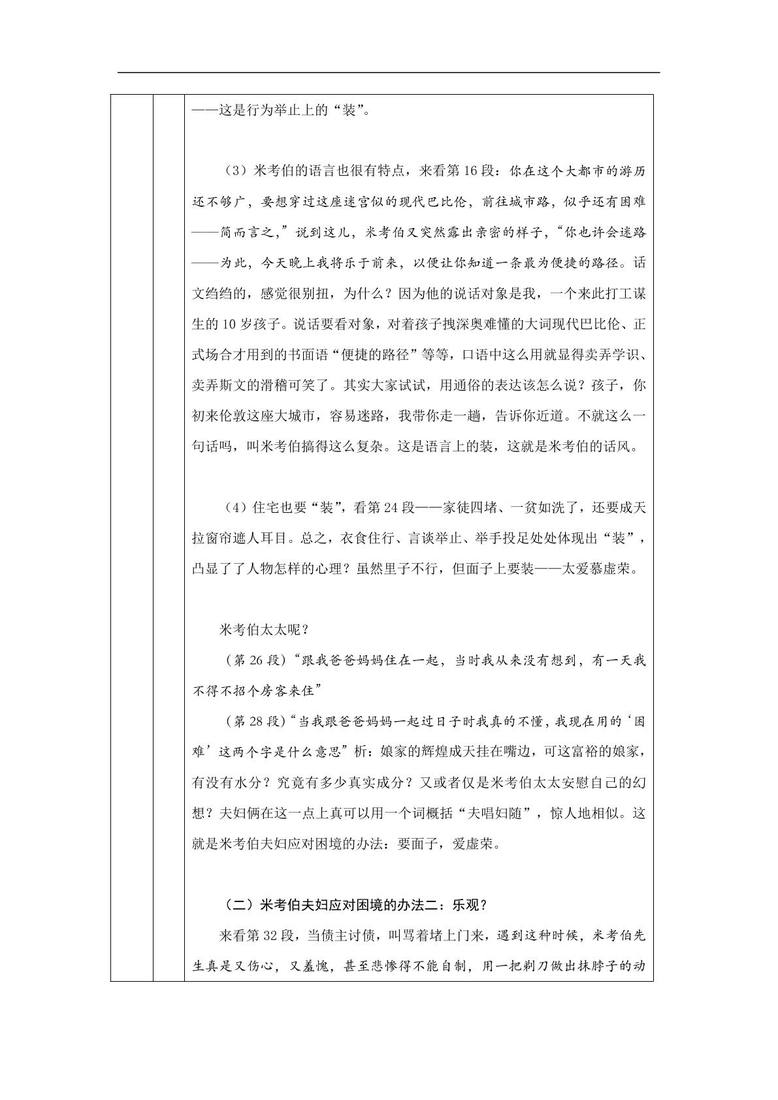 ——这是行为举止上的“装”。
（3）米考伯的语言也很有特点，来看第 16 段：你在这个大都市的游历
还不够广，要想穿过这座迷宫似的现代巴比伦，前往城市路，似乎还有困难
——简而言之，”说到这儿，米考伯又突然露出亲密的样子，“你也许会迷路
——为此，今天晚上我将乐于前来，以便让你知道一条最为便捷的路径。话
文绉绉的，感觉很别扭，为什么？因为他的说话对象是我，一个来此打工谋
生的 10 岁孩子。说话要看对象，对着孩子拽深奥难懂的大词现代巴比伦、正
式场合才用到的书面语“便捷的路径”等等，口语中这么用就显得卖弄学识、
卖弄斯文的滑稽可笑了。其实大家试试，用通俗的表达该怎么说？孩子，你
初来伦敦这座大城市，容易迷路，我带你走一趟，告诉你近道。不就这么一
句话吗，叫米考伯搞得这么复杂。这是语言上的装，这就是米考伯的话风。
（4）住宅也要“装”，看第 24 段——家徒四堵、一贫如洗了，还要成天
拉窗帘遮人耳目。总之，衣食住行、言谈举止、举手投足处处体现出“装”，
凸显了了人物怎样的心理？虽然里子不行，但面子上要装——太爱慕虚荣。
米考伯太太呢？
（第 26 段）“跟我爸爸妈妈住在一起，当时我从来没有想到，有一天我
不得不招个房客来住”
（第 28 段）“当我跟爸爸妈妈一起过日子时我真的不懂，我现在用的‘困
难’这两个字是什么意思”析：娘家的辉煌成天挂在嘴边，可这富裕的娘家，
有没有水分？究竟有多少真实成分？又或者仅是米考伯太太安慰自己的幻
想？夫妇俩在这一点上真可以用一个词概括“夫唱妇随”，惊人地相似。这
就是米考伯夫妇应对困境的办法：要面子，爱虚荣。
（二）米考伯夫妇应对困境的办法二：乐观？
来看第 32 段，当债主讨债，叫骂着堵上门来，遇到这种时候，米考伯先
生真是又伤心，又羞愧，甚至悲惨得不能自制，用一把剃刀做出抹脖子的动